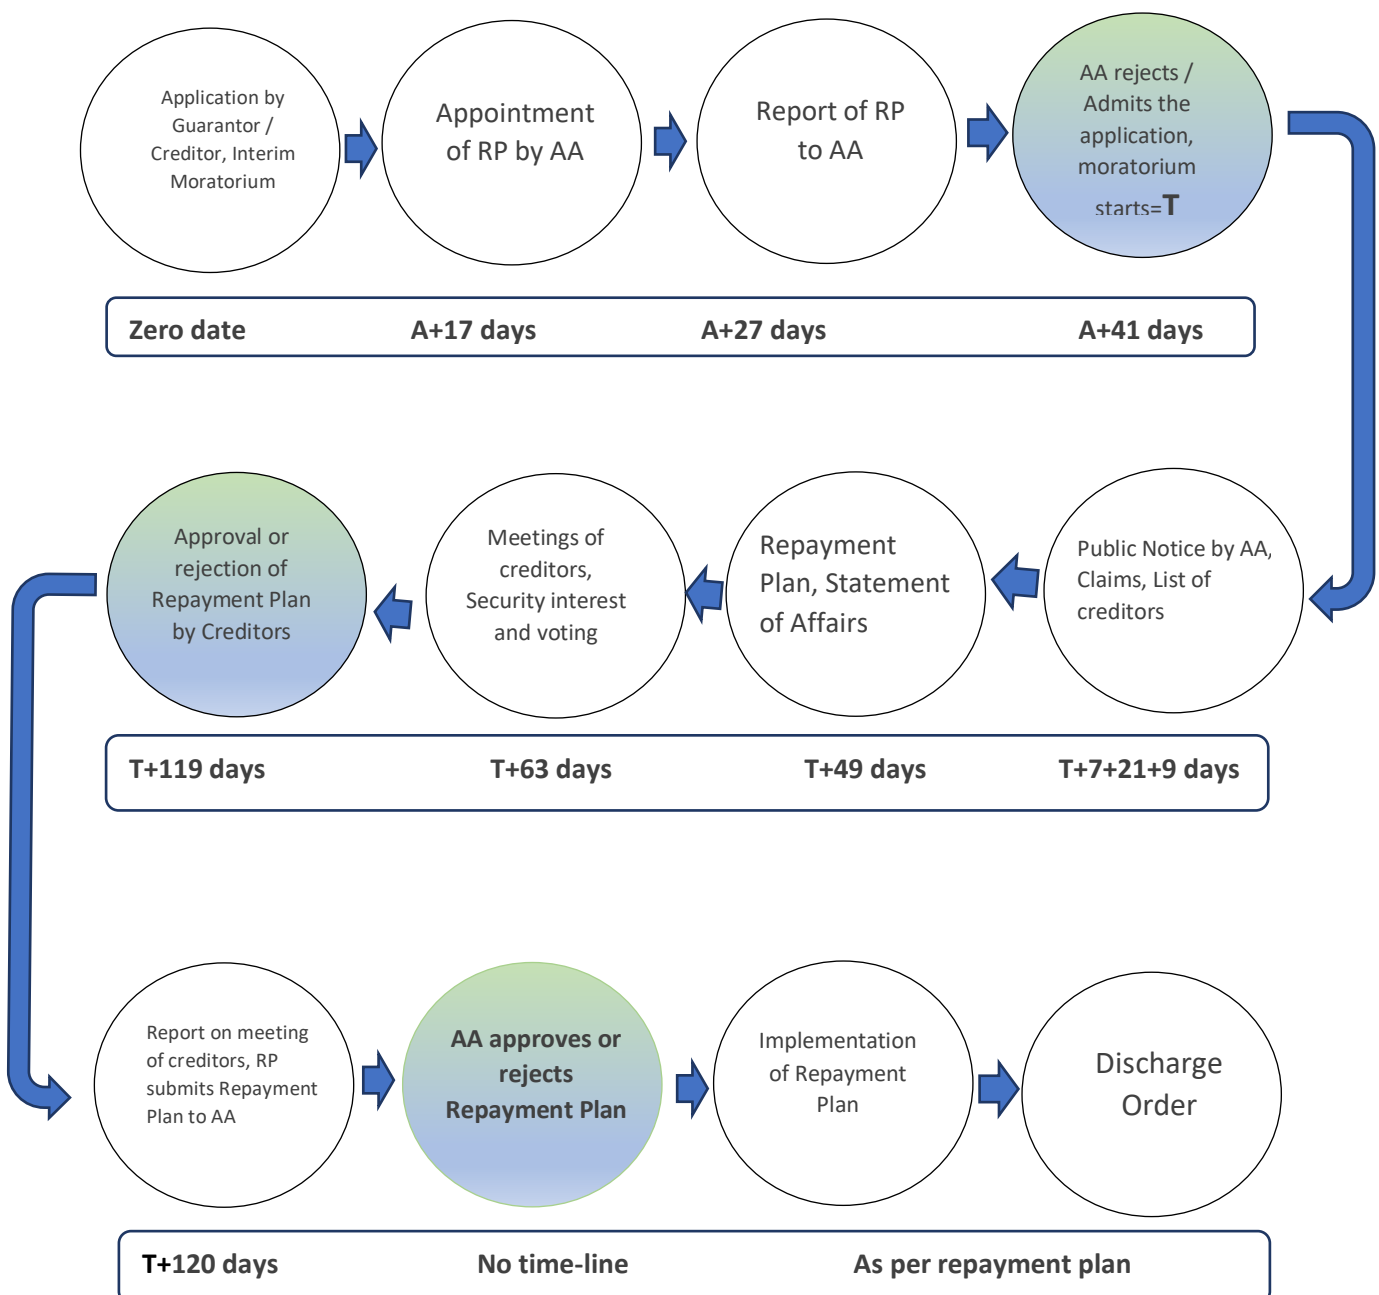 Application by
Guarantor /
Creditor, Interim
Moratorium
Appointment
of RP by AA
Report of RP
to AA
AA rejects /
Admits the
application,
moratorium
starts=T
Zero date
A+17 days
A+27 days
A+41 days
Approval or
rejection of
Repayment Plan
by Creditors
Meetings of
creditors,
Security interest
and voting
Repayment
Plan, Statement
of Affairs
Public Notice by AA,
Claims, List of
creditors
T+119 days
T+63 days
T+49 days
T+7+21+9 days
Report on meeting
of creditors, RP
submits Repayment
Plan to AA
AA approves or
rejects
Repayment Plan
Implementation
of Repayment
Plan
Discharge
Order
T+120 days
No time-line
As per repayment plan